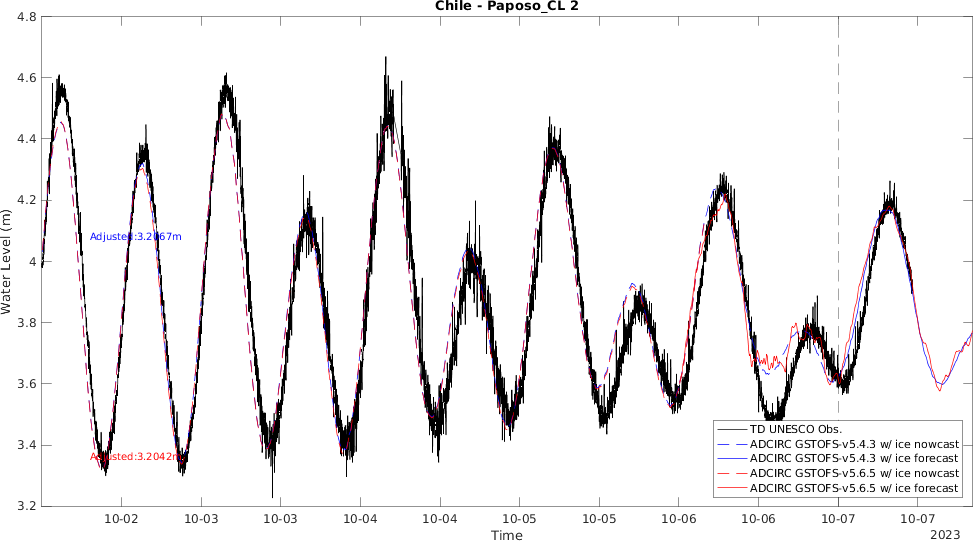 Chile - Paposo_CL 2
4.8
4.6
4.4
4.2
4
3.8
3.6
3.4
3.2
Water Level (m)
Adjusted:3.2067m
Adjusted:3.2042m
TD UNESCO Obs.
ADCIRC GSTOFS-v5.4.3 w/ ice nowcast
ADCIRC GSTOFS-v5.4.3 w/ ice forecast
ADCIRC GSTOFS-v5.6.5 w/ ice nowcast
ADCIRC GSTOFS-v5.6.5 w/ ice forecast
10-02 10-03 10-03 10-04 10-04 10-05 10-05 10-06 10-06 10-07 10-07
Time
2023